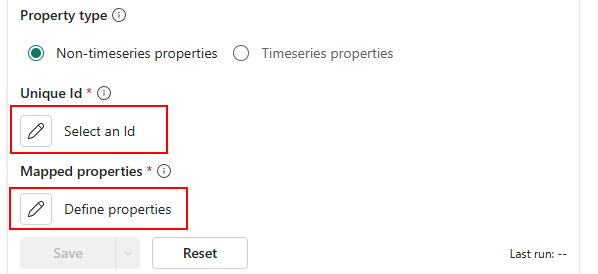 Property type
Non-timeseries properties Timeseries properties
Unique Id *
Select an Id
Mapped properties *
Define properties
Save Reset Last run: --